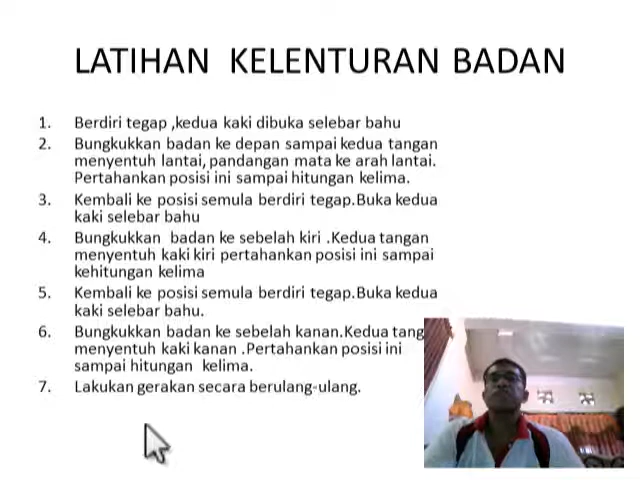 LATIHAN KELENTURAN BADAN
1. Berdiri tegap ,kedua kaki dibuka selebar bahu
2. Bungkukkan badan ke depan sampai kedua tangan
menyentuh lantai, pandangan mata ke arah lantai.
Pertahankan posisi ini sampai hitungan kelima.
3. Kembali ke posisi semula berdiri tegap.Buka kedua
kaki selebar bahu
4. Bungkukkan badan ke sebelah kiri .Kedua tangan
menyentuh kaki kiri pertahankan posisi ini sampai
kehitungan kelima
5. Kembali ke posisi semula berdiri tegap.Buka kedua
kaki selebar bahu.
6. Bungkukkan badan ke sebelah kanan.Kedua tang
menyentuh kaki kanan .Pertahankan posisi ini
sampai hitungan kelima.
7. Lakukan gerakan secara berulang-ulang.